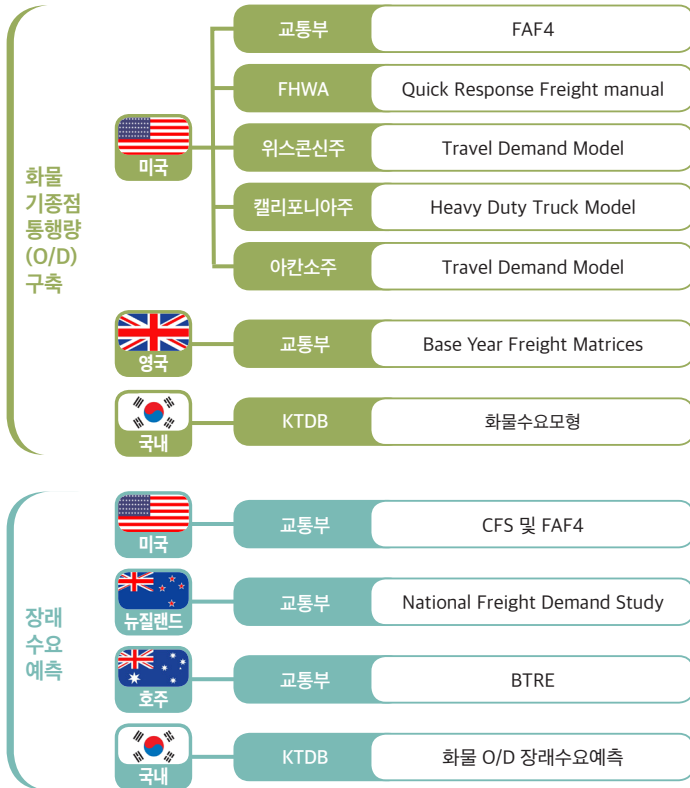 화물
기종점
통행량
(O/D)
구축
미국
교통부 FAF4
FHWA Quick Response Freight manual
위스콘신주 Travel Demand Model
캘리포니아주 Heavy Duty Truck Model
아칸소주 Travel Demand Model
영국
교통부 Base Year Freight Matrices
국내
KTDB 화물수요모형
장래
수요
예측
미국
교통부 CFS 및 FAF4
뉴질랜드
교통부 National Freight Demand Study
호주
교통부 BTRE
국내
KTDB 화물 O/D 장래수요예측